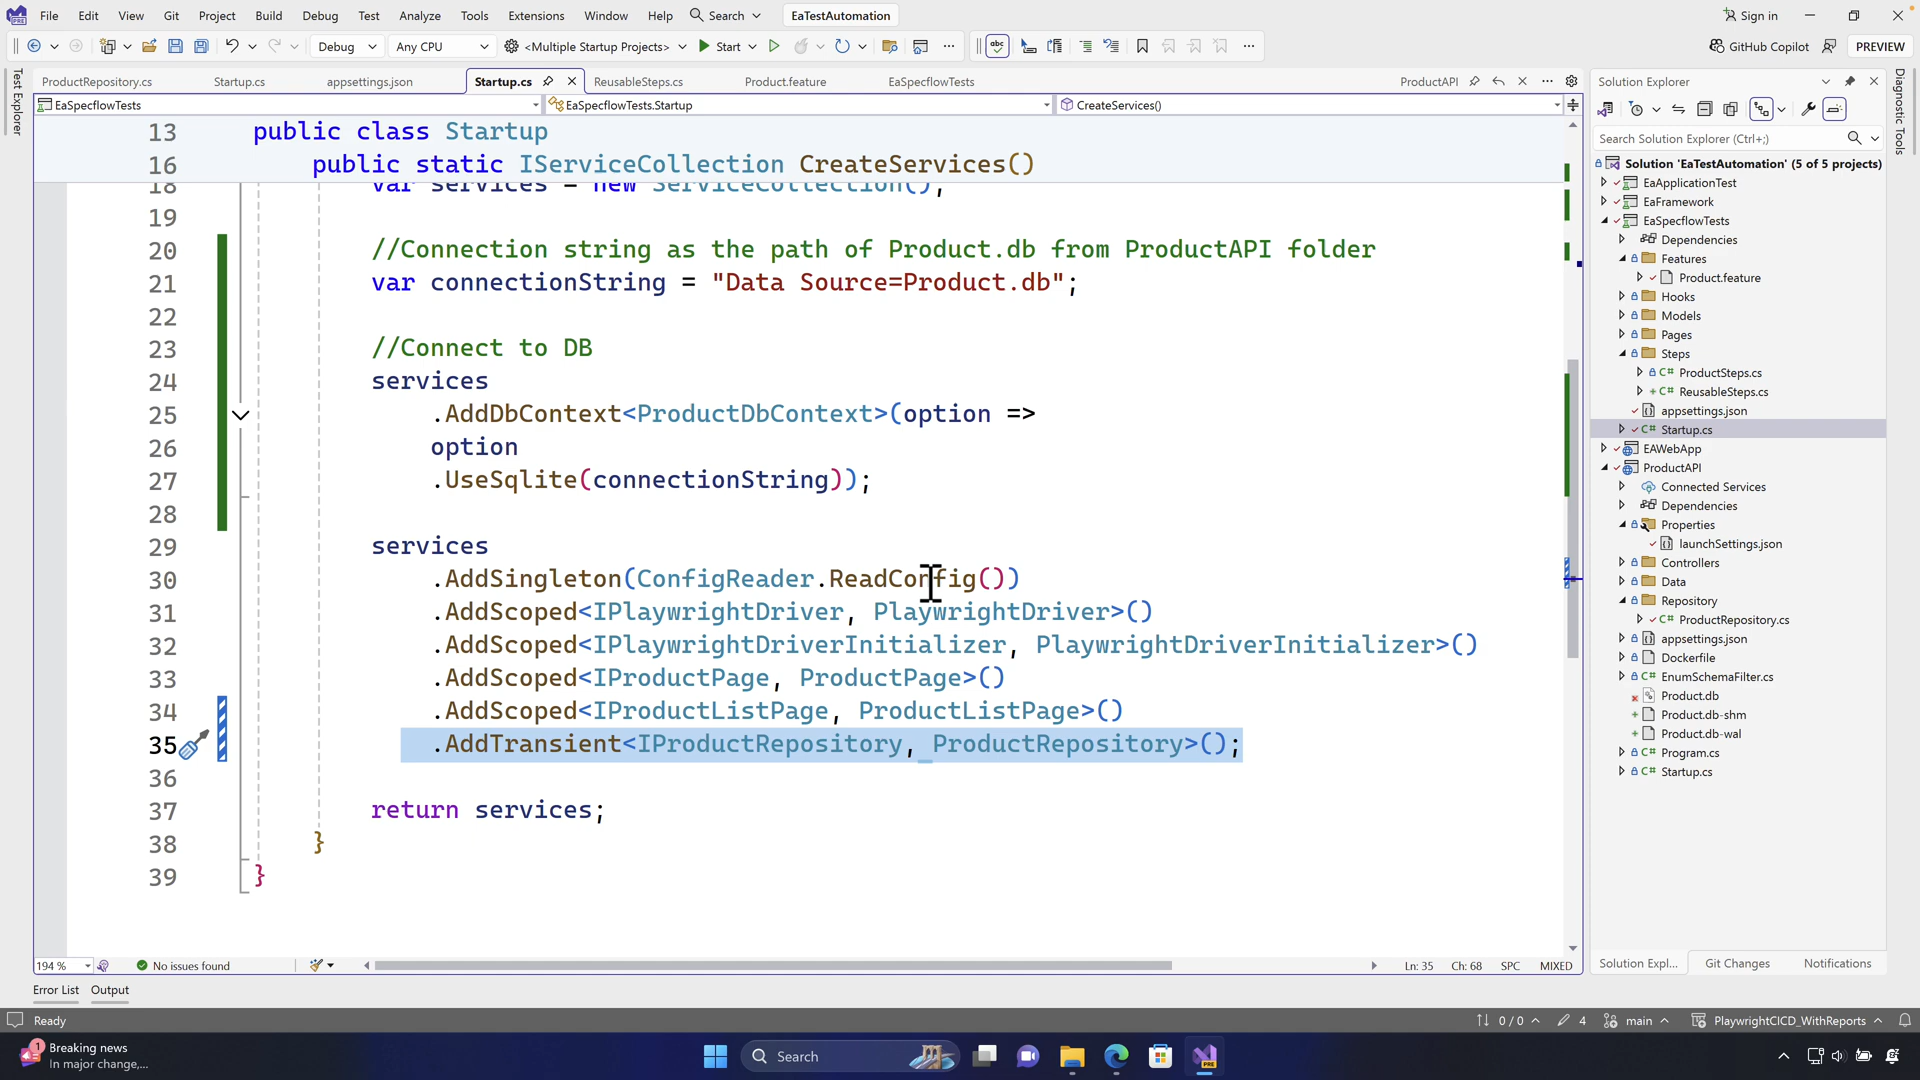 File Edit View Git Project Build Debug Test Analyze Tools Extensions Window Help Search EaTestAutomation Sign in
Debug Any CPU <Multiple Startup Projects> Start GitHub Copilot PREVIEW
ProductRepository.cs Startup.cs appsettings.json Startup.cs ReusableSteps.cs Product.feature EaSpecflowTests ProductAPI
EaSpecflowTests EaSpecflowTests.Startup CreateServices()
Test Explorer
13 public class Startup
16 public static IServiceCollection CreateServices()
18 var services = new ServiceCollection();
19
20 //Connection string as the path of Product.db from ProductAPI folder
21 var connectionString = "Data Source=Product.db";
22
23 //Connect to DB
24 services
25 .AddDbContext<ProductDbContext>(option =>
26 option
27 .UseSqlite(connectionString));
28
29 services
30 .AddSingleton(ConfigReader.ReadConfig())
31 .AddScoped<IPlaywrightDriver, PlaywrightDriver>()
32 .AddScoped<IPlaywrightDriverInitializer, PlaywrightDriverInitializer>()
33 .AddScoped<IProductPage, ProductPage>()
34 .AddScoped<IProductListPage, ProductListPage>()
35 .AddTransient<IProductRepository, ProductRepository>();
36
37 return services;
38 }
39 }
194 % No issues found Ln: 35 Ch: 68 SPC MIXED
Error List Output
Solution Explorer
Search Solution Explorer (Ctrl+;)
Solution 'EaTestAutomation' (5 of 5 projects)
EaApplicationTest
EaFramework
EaSpecflowTests
Dependencies
Features
Product.feature
Hooks
Models
Pages
Steps
C# ProductSteps.cs
C# ReusableSteps.cs
appsettings.json
C# Startup.cs
EAWebApp
ProductAPI
Connected Services
Dependencies
Properties
launchSettings.json
Controllers
Data
Repository
C# ProductRepository.cs
appsettings.json
Dockerfile
C# EnumSchemaFilter.cs
Product.db
Product.db-shm
Product.db-wal
C# Program.cs
C# Startup.cs
Solution Expl... Git Changes Notifications
Diagnostic Tools
Ready 0 / 0 4 main PlaywrightCICD_WithReports
1 Breaking news
In major change,...
Search
PRE